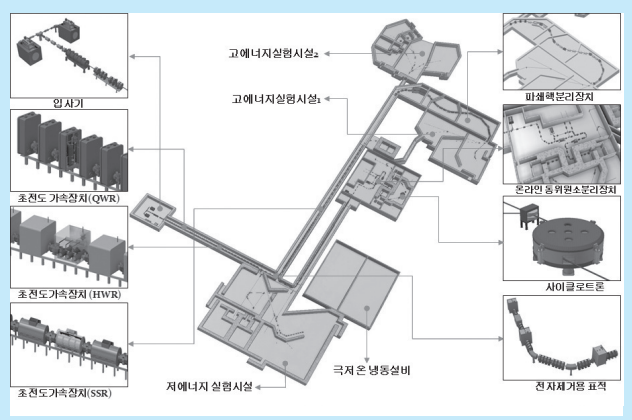 고에너지실험시설2
고에너지실험시설1
입사기
초전도 가속장치(QWR)
초전도가속장치 (HWR)
초전도가속장치(SSR)
저에너지 실험시설
극저온 냉동설비
파쇄핵분리장치
온라인 동위원소분리장치
사이클로트론
전자제거용 표적